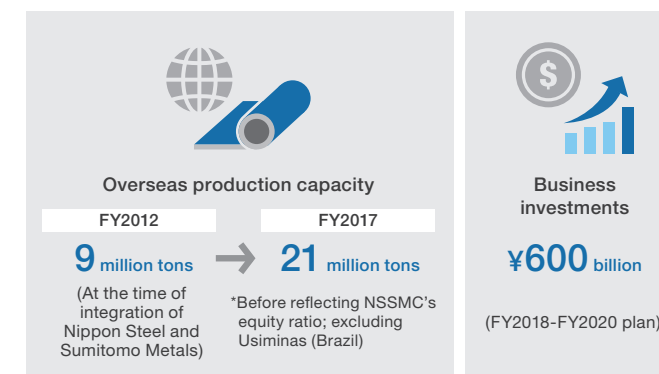 $
Overseas production capacity
FY2012
FY2017
9 million tons
21 million tons
(At the time of
integration of
Nippon Steel and
Sumitomo Metals)
*Before reflecting NSSMC's
equity ratio; excluding
Usiminas (Brazil)
Business
investments
¥600 billion
(FY2018-FY2020 plan)